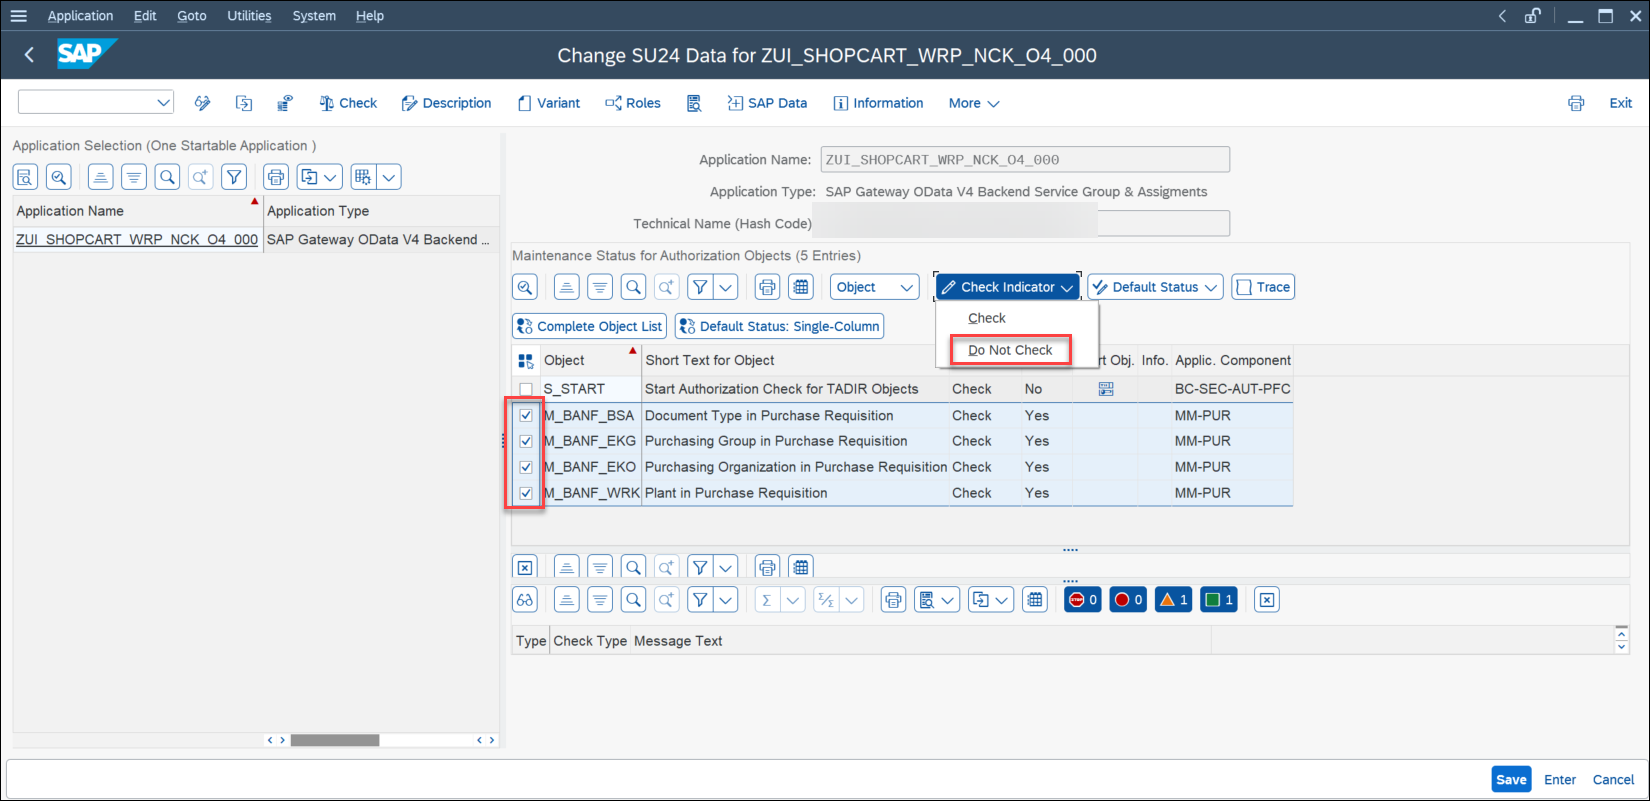 Application Edit Goto Utilities System Help
SAP Change SU24 Data for ZUI_SHOPCART_WRP_NCK_O4_000
Check Description Variant Roles SAP Data Information More Exit
Application Selection (One Startable Application )
Application Name Application Type
ZUI_SHOPCART_WRP_NCK_O4_000 SAP Gateway OData V4 Backend ...
Application Name: ZUI_SHOPCART_WRP_NCK_O4_000
Application Type: SAP Gateway OData V4 Backend Service Group & Assigments
Technical Name (Hash Code)
Maintenance Status for Authorization Objects (5 Entries)
Object Check Indicator Default Status Trace
Check
Do Not Check
Complete Object List Default Status: Single-Column
Object Short Text for Object rt Obj. Info. Applic. Component
S_START Start Authorization Check for TADIR Objects Check No BC-SEC-AUT-PFC
M_BANF_BSA Document Type in Purchase Requisition Check Yes MM-PUR
M_BANF_EKG Purchasing Group in Purchase Requisition Check Yes MM-PUR
M_BANF_EKO Purchasing Organization in Purchase Requisition Check Yes MM-PUR
M_BANF_WRK Plant in Purchase Requisition Check Yes MM-PUR
STOP 0 0 1 1
Type Check Type Message Text
Save Enter Cancel